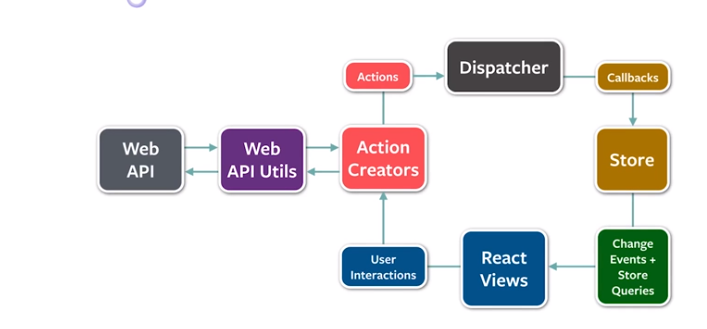 Actions
Dispatcher
Callbacks
Web
API
Web
API Utils
Action
Creators
Store
User
Interactions
React
Views
Change
Events +
Store
Queries